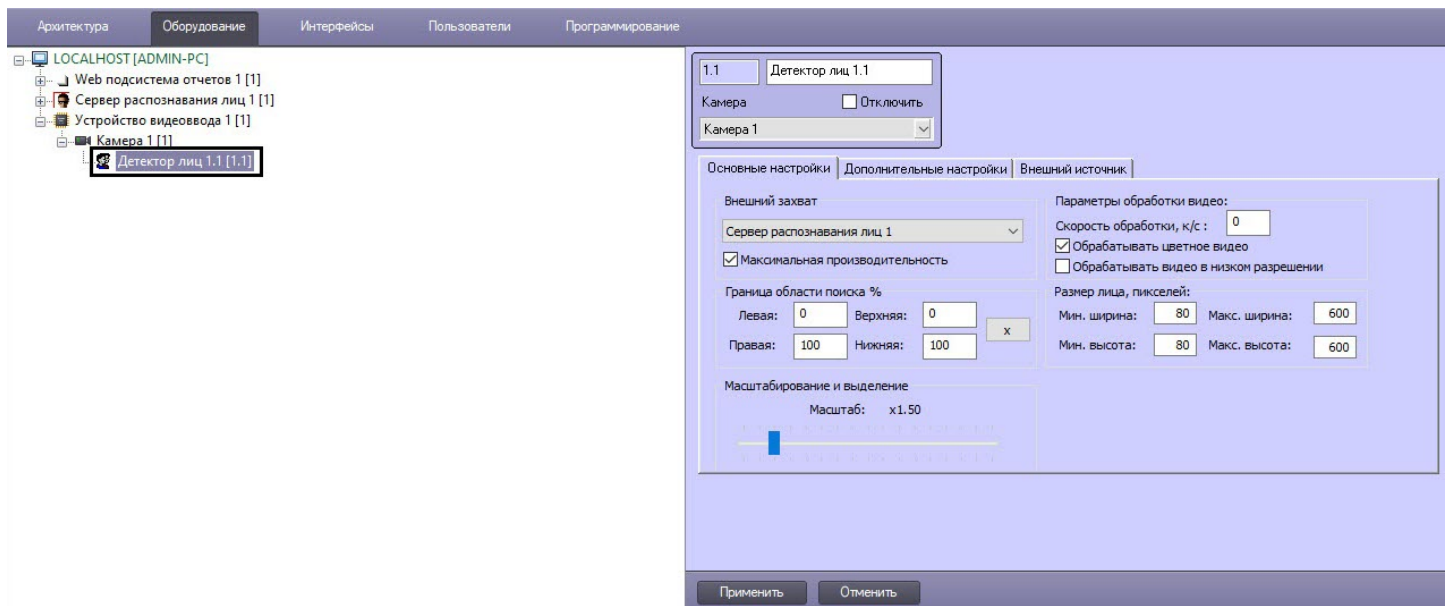 Архитектура Оборудование Интерфейсы Пользователи Программирование
LOCALHOST [ADMIN-PC]
Web подсистема отчетов 1 [1]
Сервер распознавания лиц 1 [1]
Устройство видеоввода 1 [1]
Камера 1 [1]
Детектор лиц 1.1 [1.1]
1.1 Детектор лиц 1.1
Камера Отключить
Камера 1
Основные настройки Дополнительные настройки Внешний источник
Внешний захват
Сервер распознавания лиц 1
Максимальная производительность
Параметры обработки видео:
Скорость обработки, к/с : 0
Обрабатывать цветное видео
Обрабатывать видео в низком разрешении
Граница области поиска %
Левая: 0 Верхняя: 0
x
Правая: 100 Нижняя: 100
Размер лица, пикселей:
Мин. ширина: 80 Макс. ширина: 600
Мин. высота: 80 Макс. высота: 600
Масштабирование и выделение
Масштаб: x1.50
Применить Отменить